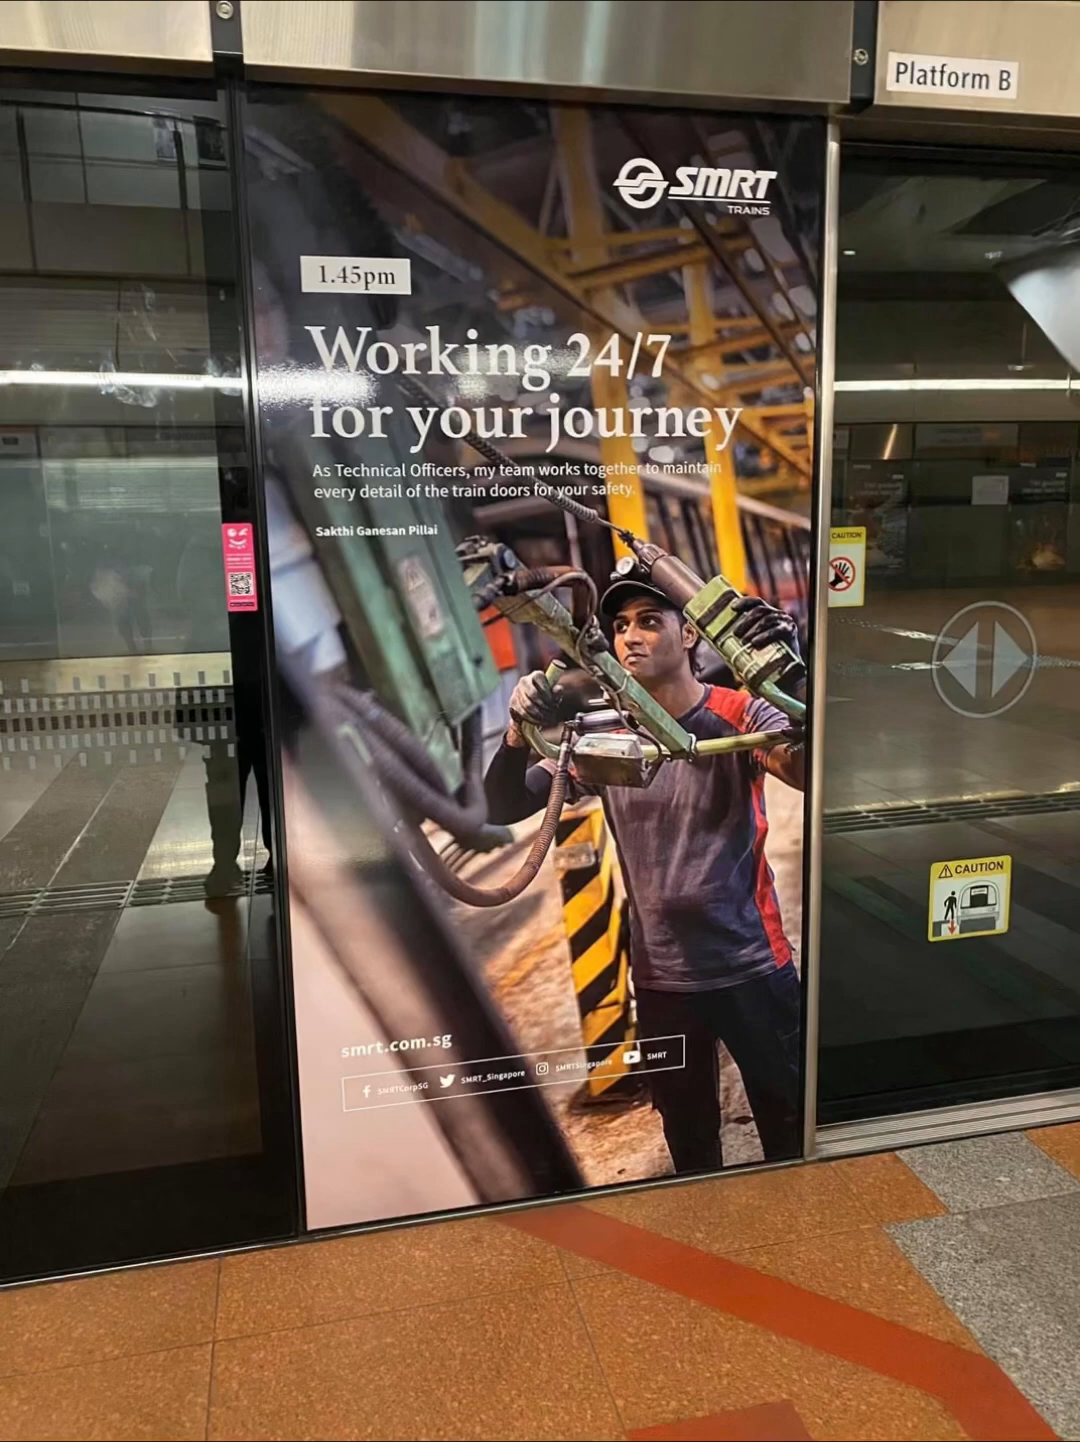 Platform B
SMRT
TRAINS
1.45pm
Working 24/7
for your journey
As Technical Officers, my team works together to maintain
every detail of the train doors for your safety.
Sakthi Ganesan Pillai
CAUTION
CAUTION
smrt.com.sg
SMRTCorpSG SMRT_Singapore SMRTSingapore SMRT